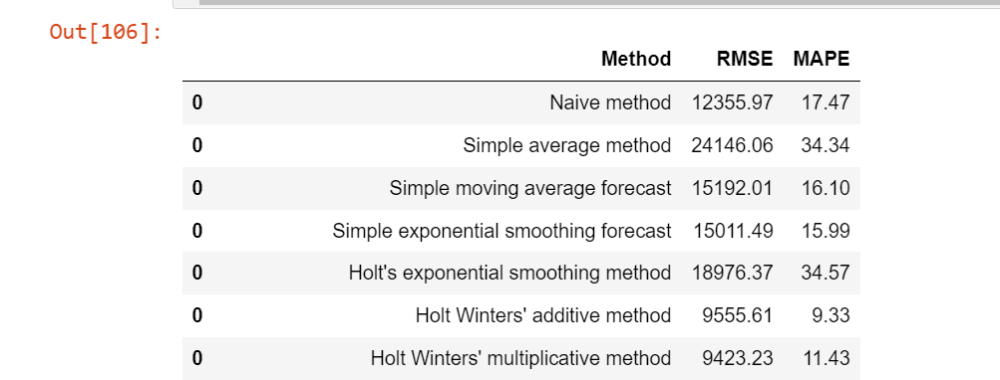 Out[106]:
Method RMSE MAPE
0 Naive method 12355.97 17.47
0 Simple average method 24146.06 34.34
0 Simple moving average forecast 15192.01 16.10
0 Simple exponential smoothing forecast 15011.49 15.99
0 Holt's exponential smoothing method 18976.37 34.57
0 Holt Winters' additive method 9555.61 9.33
0 Holt Winters' multiplicative method 9423.23 11.43